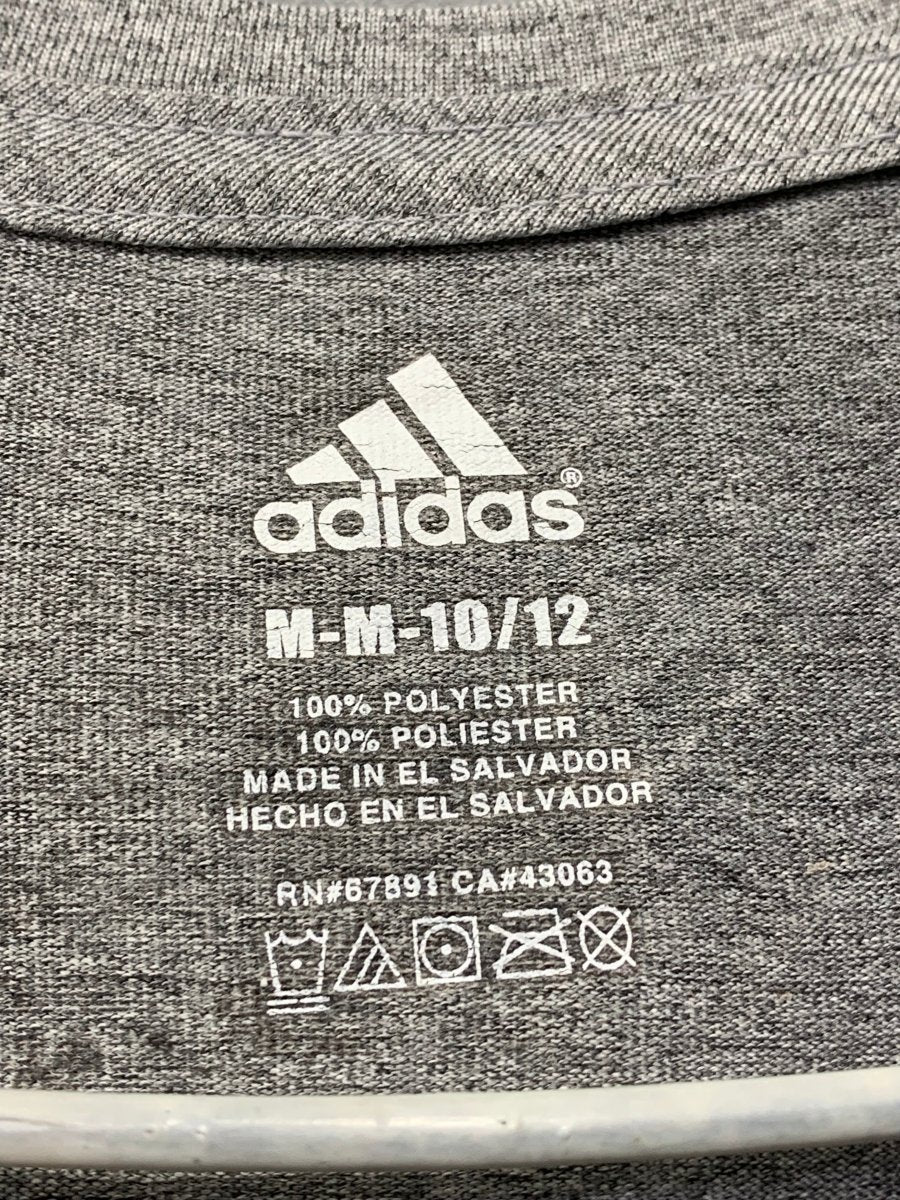 adidas®
M-M-10/12
100% POLYESTER
100% POLIESTER
MADE IN EL SALVADOR
HECHO EN EL SALVADOR
RN#67891 CA#43063